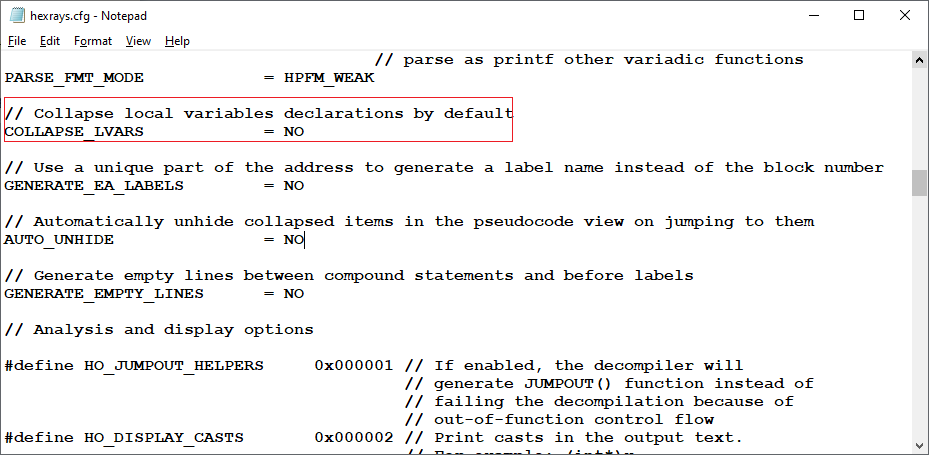 hexrays.cfg - Notepad
File Edit Format View Help
// parse as printf other variadic functions
PARSE_FMT_MODE = HPFM_WEAK
// Collapse local variables declarations by default
COLLAPSE_LVARS = NO
// Use a unique part of the address to generate a label name instead of the block number
GENERATE_EA_LABELS = NO
// Automatically unhide collapsed items in the pseudocode view on jumping to them
AUTO_UNHIDE = NO
// Generate empty lines between compound statements and before labels
GENERATE_EMPTY_LINES = NO
// Analysis and display options
#define HO_JUMPOUT_HELPERS 0x000001 // If enabled, the decompiler will
// generate JUMPOUT() function instead of
// failing the decompilation because of
// out-of-function control flow
#define HO_DISPLAY_CASTS 0x000002 // Print casts in the output text.
// For example: (int*)v